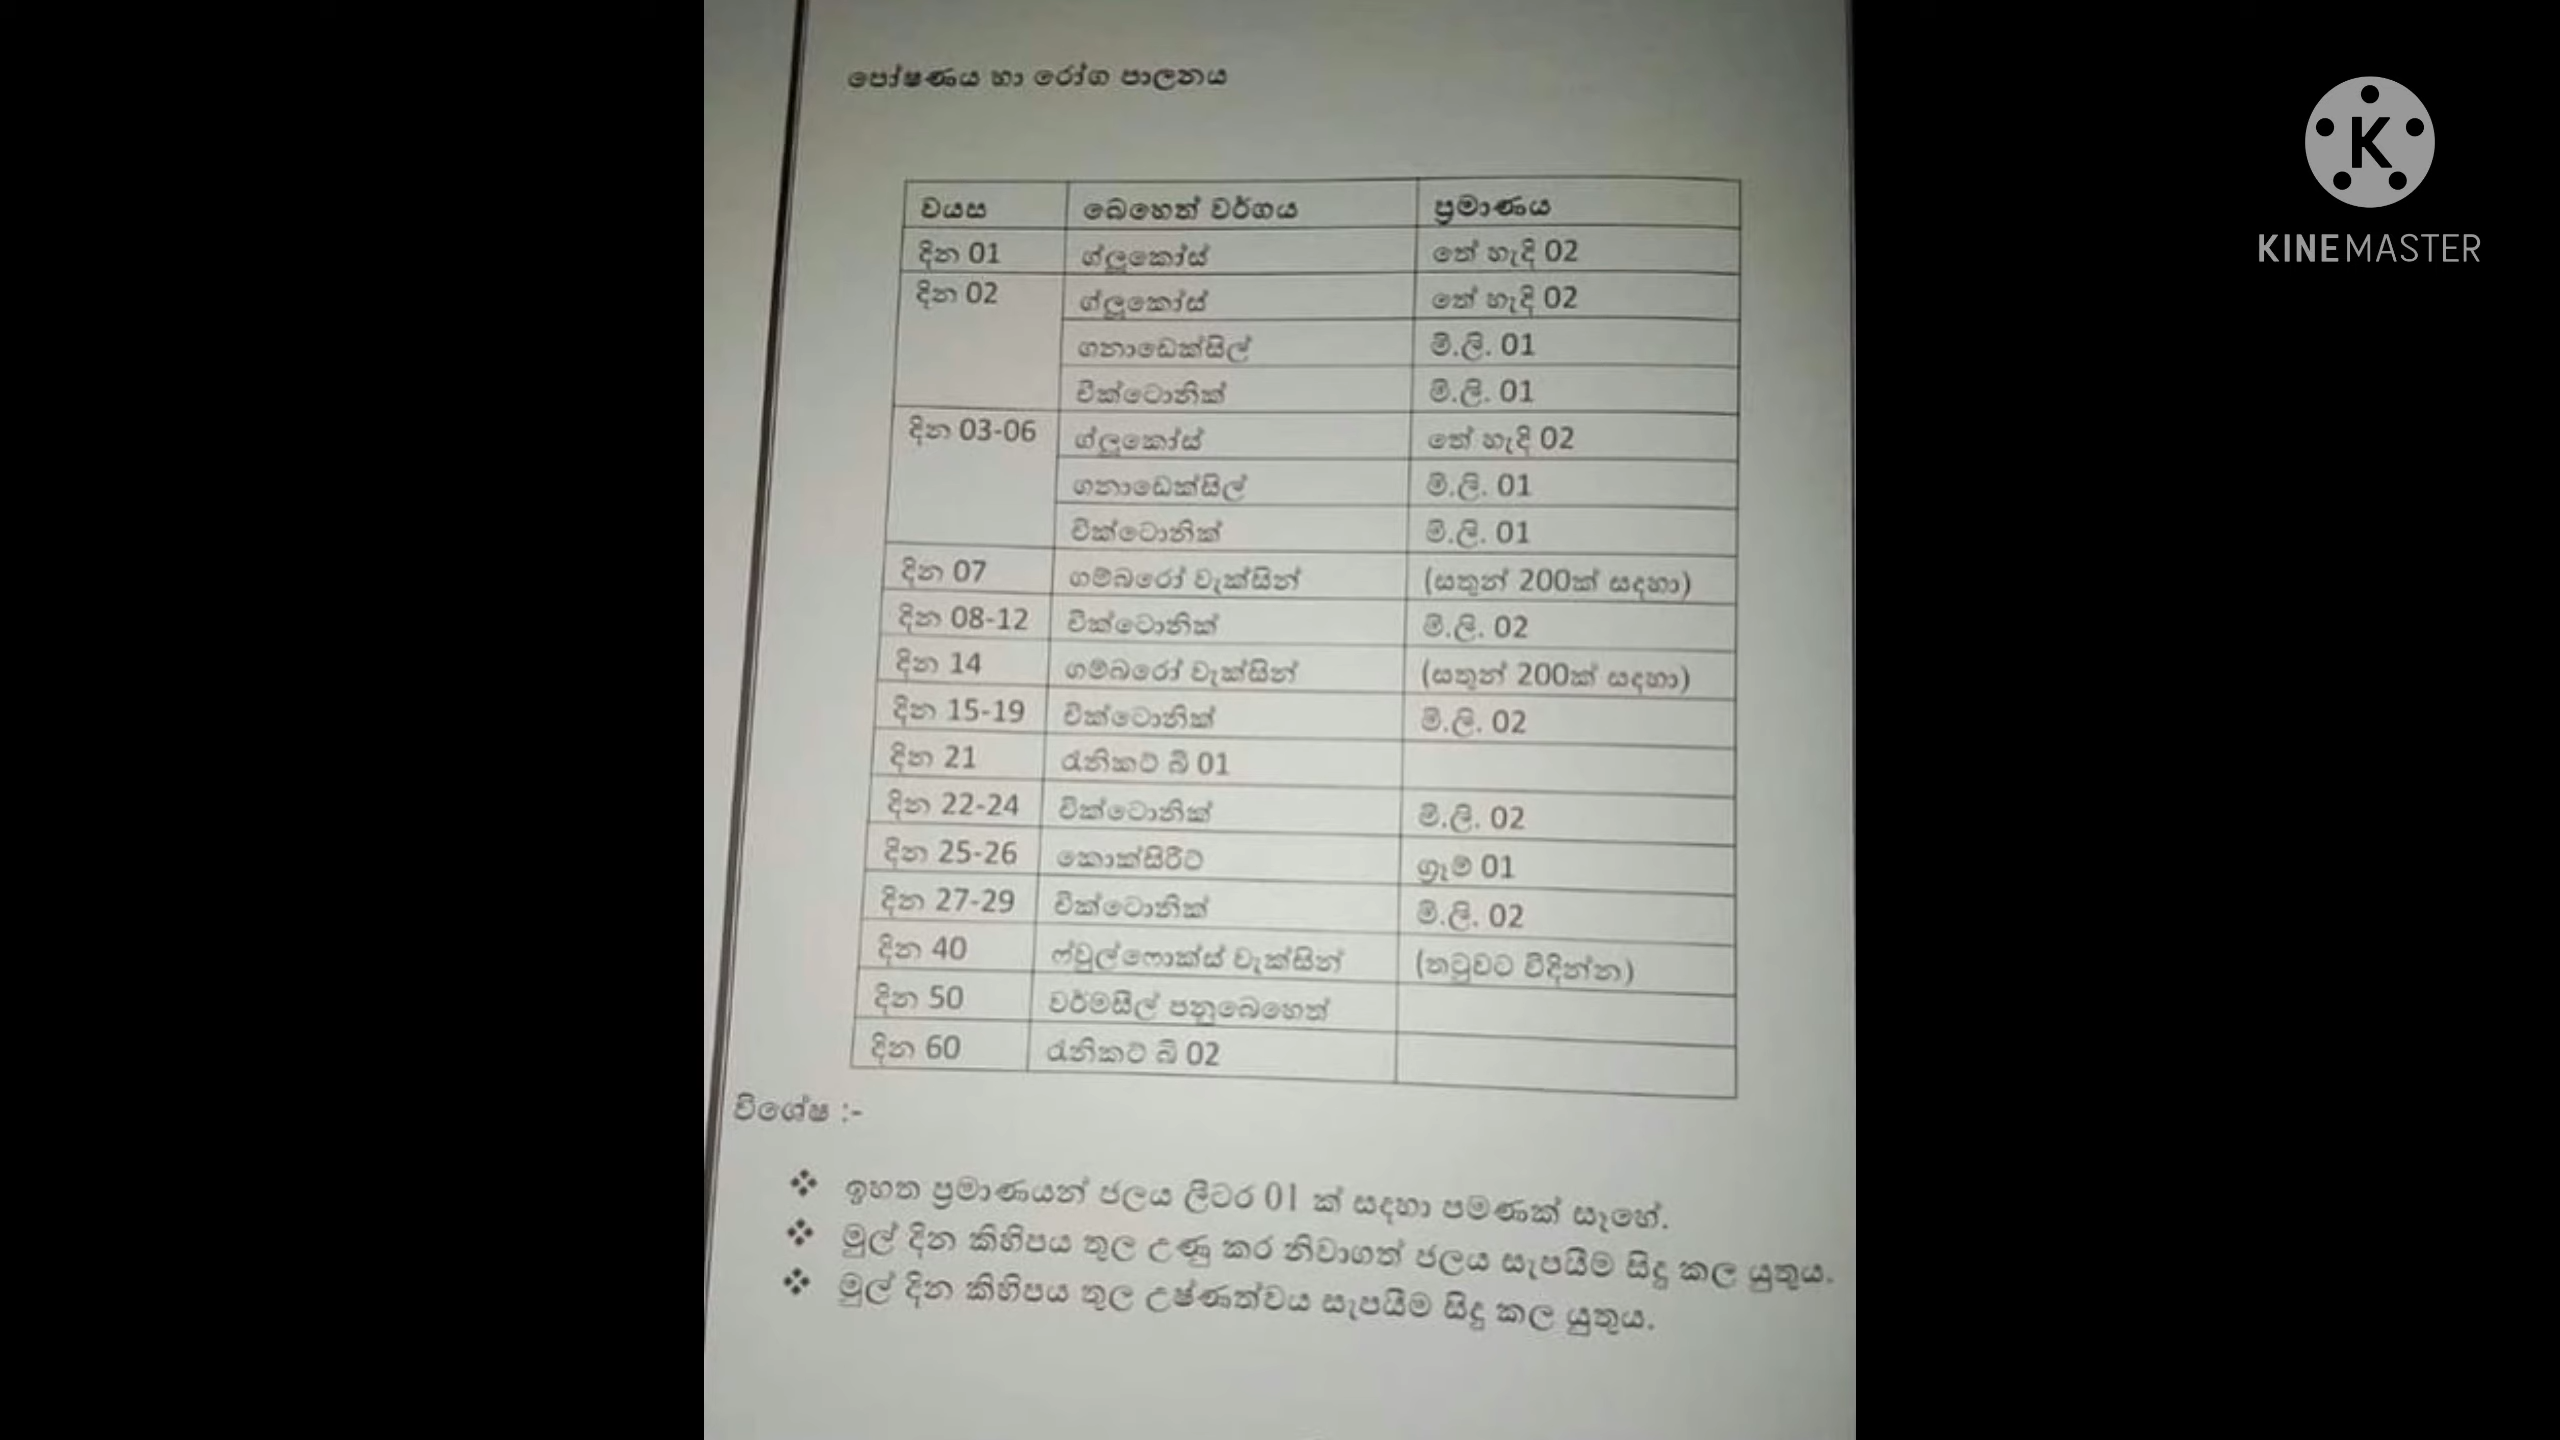 පෝෂණය හා රෝග පාලනය
K
KINEMASTER
වයස බෙහෙත් වර්ගය ප්‍රමාණය
දින 01 ග්ලූකෝස් තේ හැදි 02
දින 02 ග්ලූකෝස් තේ හැදි 02
ගනාඩෙක්සිල් මි.ලි. 01
වික්ටොනික් මි.ලි. 01
දින 03-06 ග්ලූකෝස් තේ හැදි 02
ගනාඩෙක්සිල් මි.ලි. 01
වික්ටොනික් මි.ලි. 01
දින 07 ගම්බරෝ වැක්සින් (සතුන් 200ක් සදහා)
දින 08-12 වික්ටොනික් මි.ලි. 02
දින 14 ගම්බරෝ වැක්සින් (සතුන් 200ක් සදහා)
දින 15-19 වික්ටොනික් මි.ලි. 02
දින 21 රැනිකට් බී 01
දින 22-24 වික්ටොනික් මි.ලි. 02
දින 25-26 කොක්සිරීට් ග්‍රෑම් 01
දින 27-29 වික්ටොනික් මි.ලි. 02
දින 40 ෆ්වුල්ෆොක්ස් වැක්සින් (තටුවට විදින්න)
දින 50 වර්මසිල් පනුබෙහෙත්
දින 60 රැනිකට් බී 02
විශේෂ :-
❖ ඉහත ප්‍රමාණයන් ජලය ලීටර 01 ක් සදහා පමණක් සෑහේ.
❖ මුල් දින කිහිපය තුල උණු කර නිවාගත් ජලය සැපයීම සිදු කල යුතුය.
❖ මුල් දින කිහිපය තුල උෂ්ණත්වය සැපයීම සිදු කල යුතුය.